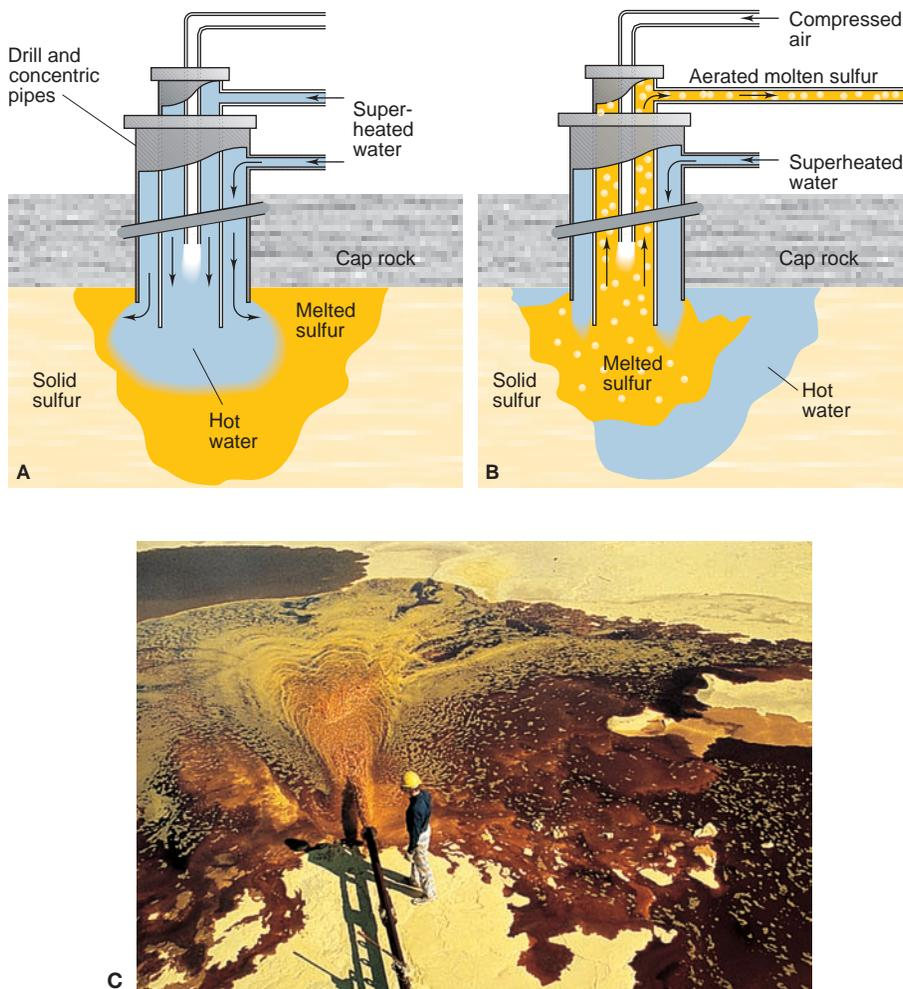 Drill and
concentric
pipes
Super-
heated
water
Cap rock
Melted
sulfur
Solid
sulfur
Hot
water
A
Compressed
air
Aerated molten sulfur
Superheated
water
Cap rock
Melted
sulfur
Solid
sulfur
Hot
water
B
C